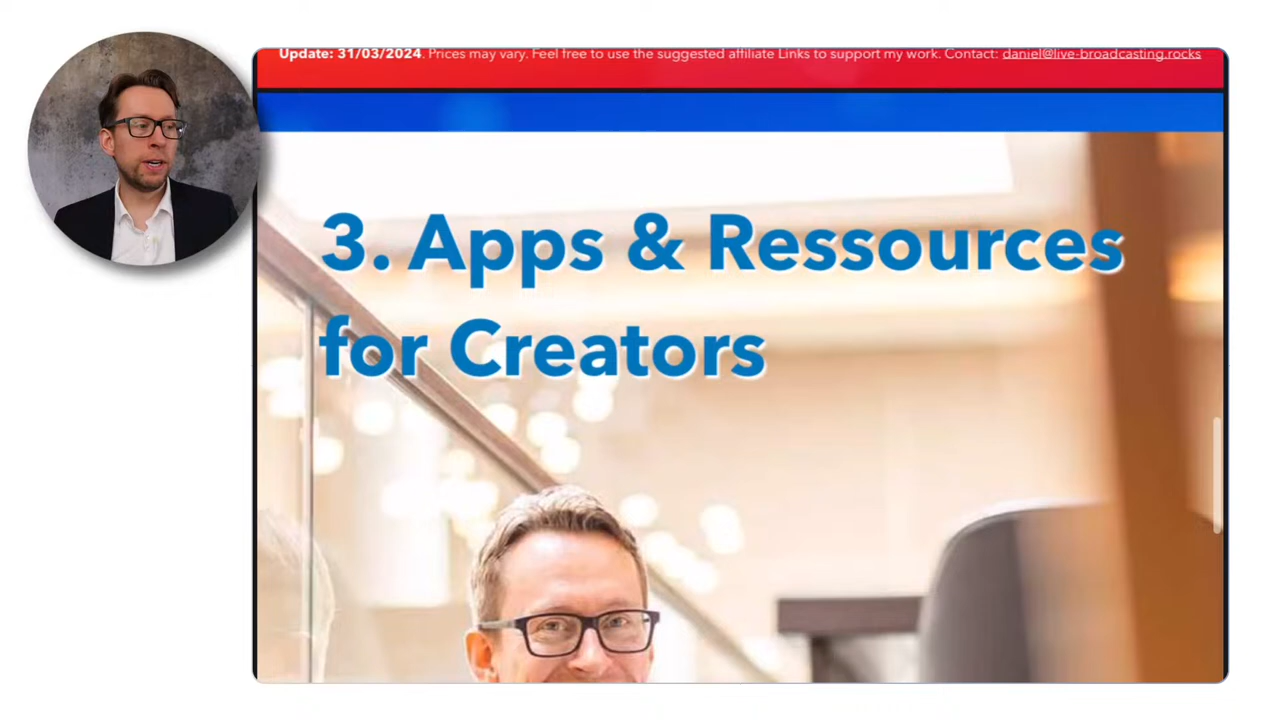 Update: 31/03/2024. Prices may vary. Feel free to use the suggested affiliate Links to support my work. Contact: daniel@live-broadcasting.rocks
3. Apps & Ressources
for Creators